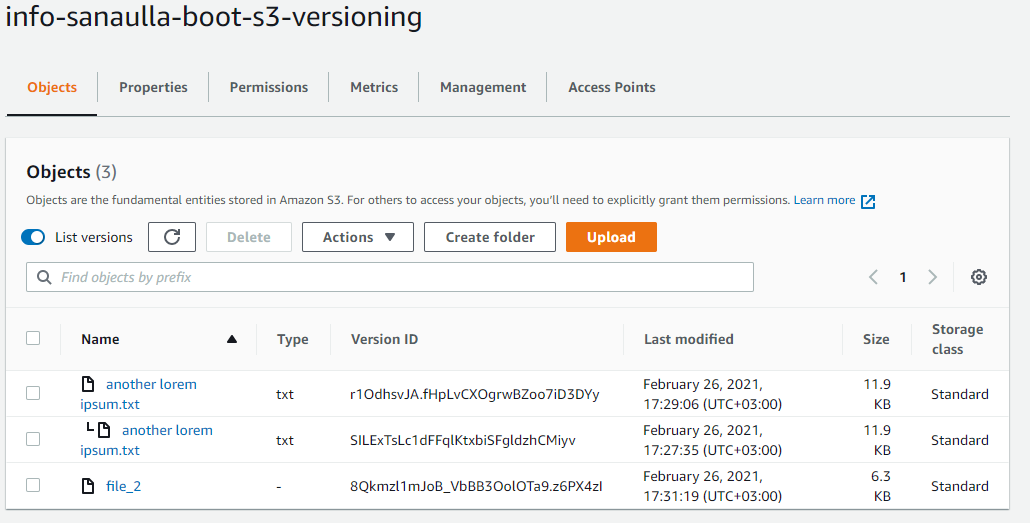 info-sanaulla-boot-s3-versioning
Objects Properties Permissions Metrics Management Access Points
Objects (3)
Objects are the fundamental entities stored in Amazon S3. For others to access your objects, you'll need to explicitly grant them permissions. Learn more
List versions Delete Actions Create folder Upload
Find objects by prefix 1
Name Type Version ID Last modified Size Storage class
another lorem ipsum.txt txt r1OdhsvJA.fHpLvCXOgrwBZoo7iD3DYy February 26, 2021, 17:29:06 (UTC+03:00) 11.9 KB Standard
another lorem ipsum.txt txt SILExTsLc1dFFqlKtxbiSFgldzhCMiyv February 26, 2021, 17:27:35 (UTC+03:00) 11.9 KB Standard
file_2 - 8Qkmzl1mJoB_VbBB3OolOTa9.z6PX4zI February 26, 2021, 17:31:19 (UTC+03:00) 6.3 KB Standard